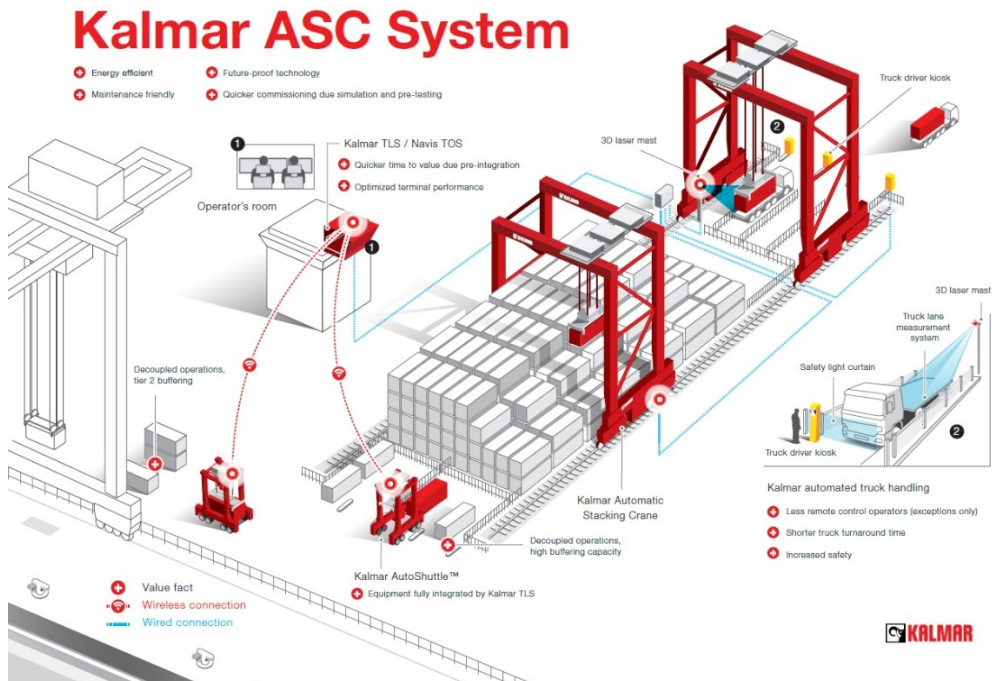 Kalmar ASC System
Energy efficient
Future-proof technology
Maintenance friendly
Quicker commissioning due simulation and pre-testing
1
Kalmar TLS / Navis TOS
Quicker time to value due pre-integration
Optimized terminal performance
Operator's room
1
3D laser mast
2
Truck driver kiosk
KALMAR
KALMAR
Decoupled operations,
tier 2 buffering
3D laser mast
Truck lane
measurement
system
Safety light curtain
2
Truck driver kiosk
Kalmar automated truck handling
Less remote control operators (exceptions only)
Shorter truck turnaround time
Increased safety
Kalmar Automatic
Stacking Crane
Decoupled operations,
high buffering capacity
Kalmar AutoShuttle™
Equipment fully integrated by Kalmar TLS
Value fact
Wireless connection
Wired connection
KALMAR